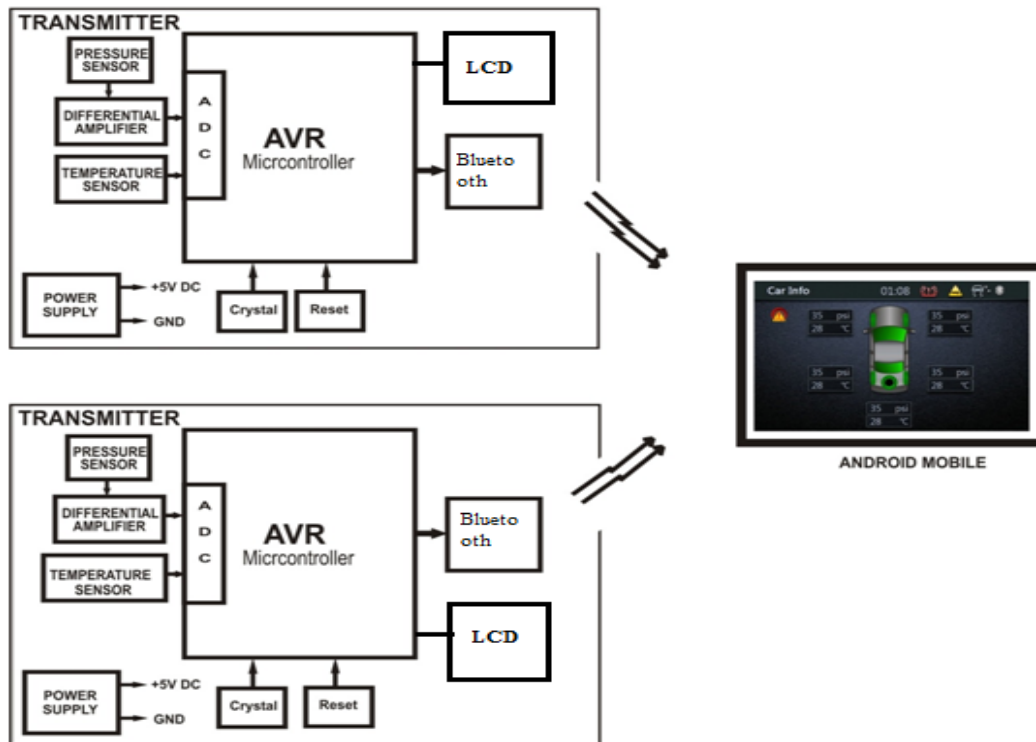 TRANSMITTER
PRESSURE
SENSOR
DIFFERENTIAL
AMPLIFIER
TEMPERATURE
SENSOR
A
D
C
AVR
Micrcontroller
LCD
Blueto
oth
POWER
SUPPLY
+5V DC
GND
Crystal
Reset
Car Info
01:08
35 psi
28 °C
35 psi
28 °C
35 psi
28 °C
35 psi
28 °C
35 psi
28 °C
ANDROID MOBILE
TRANSMITTER
PRESSURE
SENSOR
DIFFERENTIAL
AMPLIFIER
TEMPERATURE
SENSOR
A
D
C
AVR
Micrcontroller
Blueto
oth
LCD
POWER
SUPPLY
+5V DC
GND
Crystal
Reset